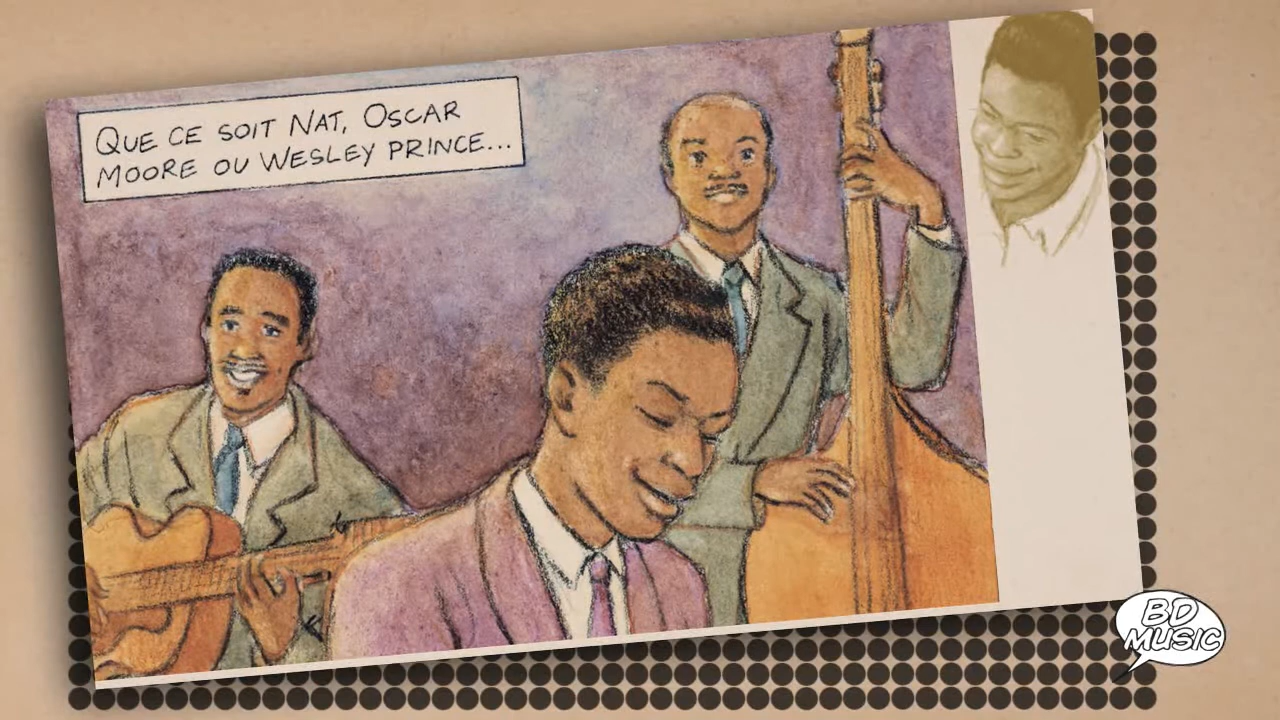 QUE CE SOIT NAT, OSCAR
MOORE OU WESLEY PRINCE...
BD
MUSIC